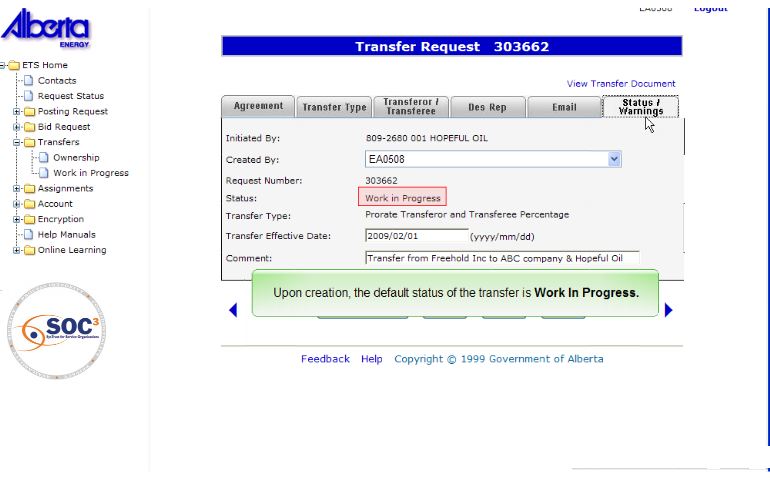 EA0508 Logout
Alberta
ENERGY
Transfer Request 303662
ETS Home
Contacts
Request Status
Posting Request
Bid Request
Transfers
Ownership
Work in Progress
Assignments
Account
Encryption
Help Manuals
Online Learning
View Transfer Document
Agreement
Transfer Type
Transferor /
Transferee
Des Rep
Email
Status /
Warnings
Initiated By: 809-2680 001 HOPEFUL OIL
Created By: EA0508
Request Number: 303662
Status: Work in Progress
Transfer Type: Prorate Transferor and Transferee Percentage
Transfer Effective Date: 2009/02/01 (yyyy/mm/dd)
Comment: Transfer from Freehold Inc to ABC company & Hopeful Oil
Upon creation, the default status of the transfer is Work In Progress.
SOC3
Feedback Help Copyright © 1999 Government of Alberta